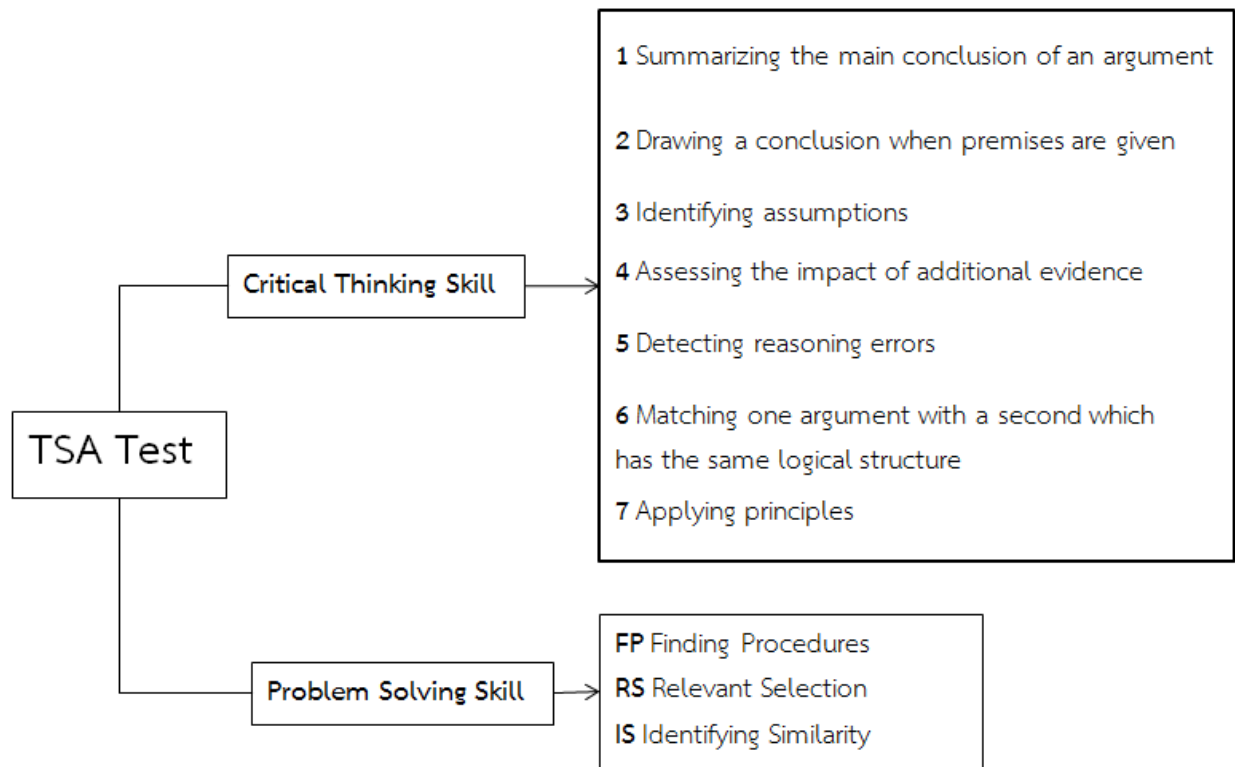 1 Summarizing the main conclusion of an argument
2 Drawing a conclusion when premises are given
3 Identifying assumptions
4 Assessing the impact of additional evidence
5 Detecting reasoning errors
6 Matching one argument with a second which
has the same logical structure
7 Applying principles
Critical Thinking Skill
TSA Test
Problem Solving Skill
FP Finding Procedures
RS Relevant Selection
IS Identifying Similarity